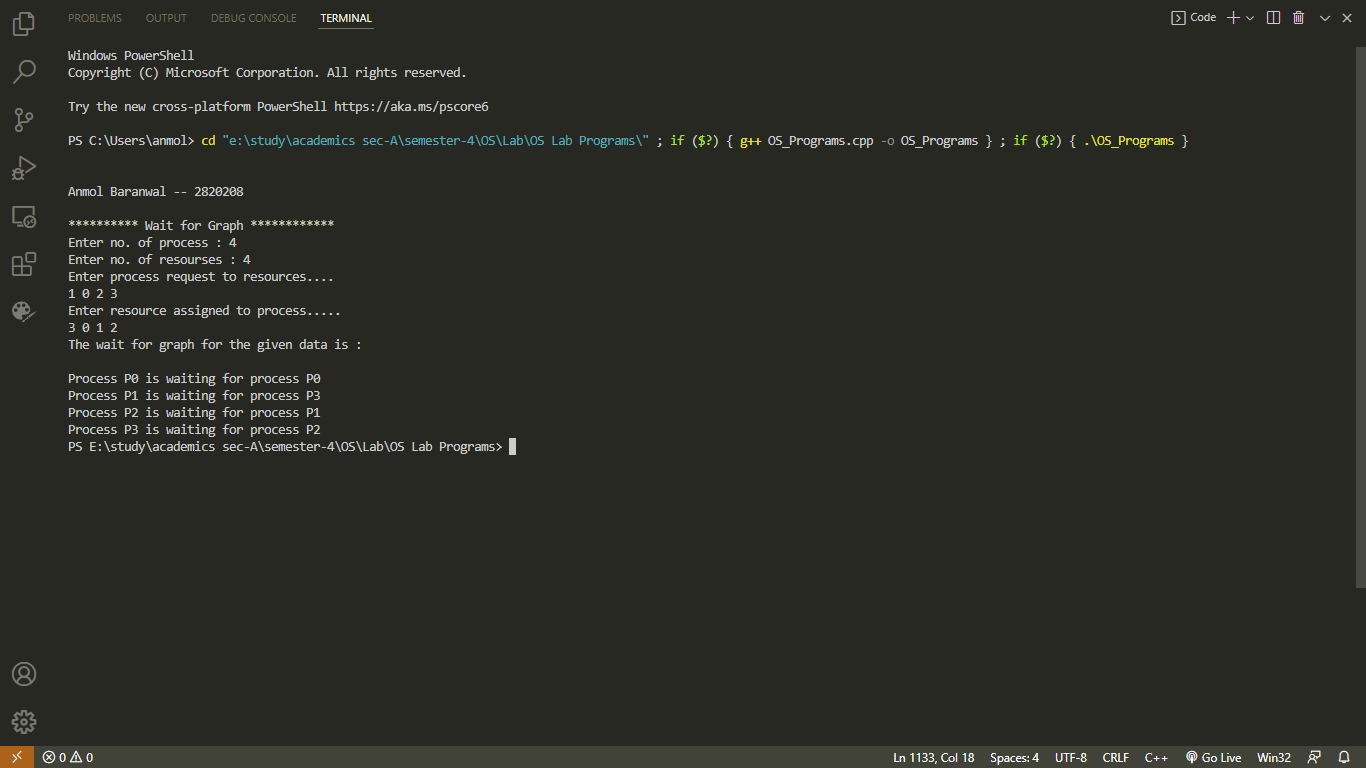 PROBLEMS OUTPUT DEBUG CONSOLE TERMINAL Code
Windows PowerShell
Copyright (C) Microsoft Corporation. All rights reserved.
Try the new cross-platform PowerShell https://aka.ms/pscore6
PS C:\Users\anmol> cd "e:\study\academics sec-A\semester-4\OS\Lab\OS Lab Programs\" ; if ($?) { g++ OS_Programs.cpp -o OS_Programs } ; if ($?) { .\OS_Programs }
Anmol Baranwal -- 2820208
********** Wait for Graph ************
Enter no. of process : 4
Enter no. of resourses : 4
Enter process request to resources....
1 0 2 3
Enter resource assigned to process.....
3 0 1 2
The wait for graph for the given data is :
Process P0 is waiting for process P0
Process P1 is waiting for process P3
Process P2 is waiting for process P1
Process P3 is waiting for process P2
PS E:\study\academics sec-A\semester-4\OS\Lab\OS Lab Programs>
0 0 Ln 1133, Col 18 Spaces: 4 UTF-8 CRLF C++ Go Live Win32